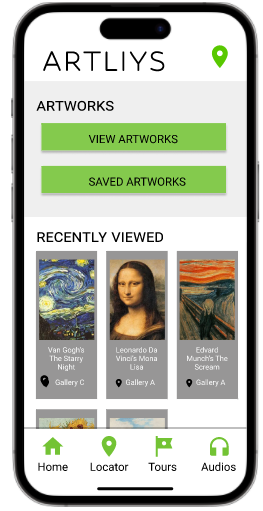 ARTLIYS
ARTWORKS
VIEW ARTWORKS
SAVED ARTWORKS
RECENTLY VIEWED
Van Gogh's
The Starry
Night
Gallery C
Leonardo Da
Vinci's Mona
Lisa
Gallery A
Edvard
Munch's The
Scream
Gallery A
Home
Locator
Tours
Audios